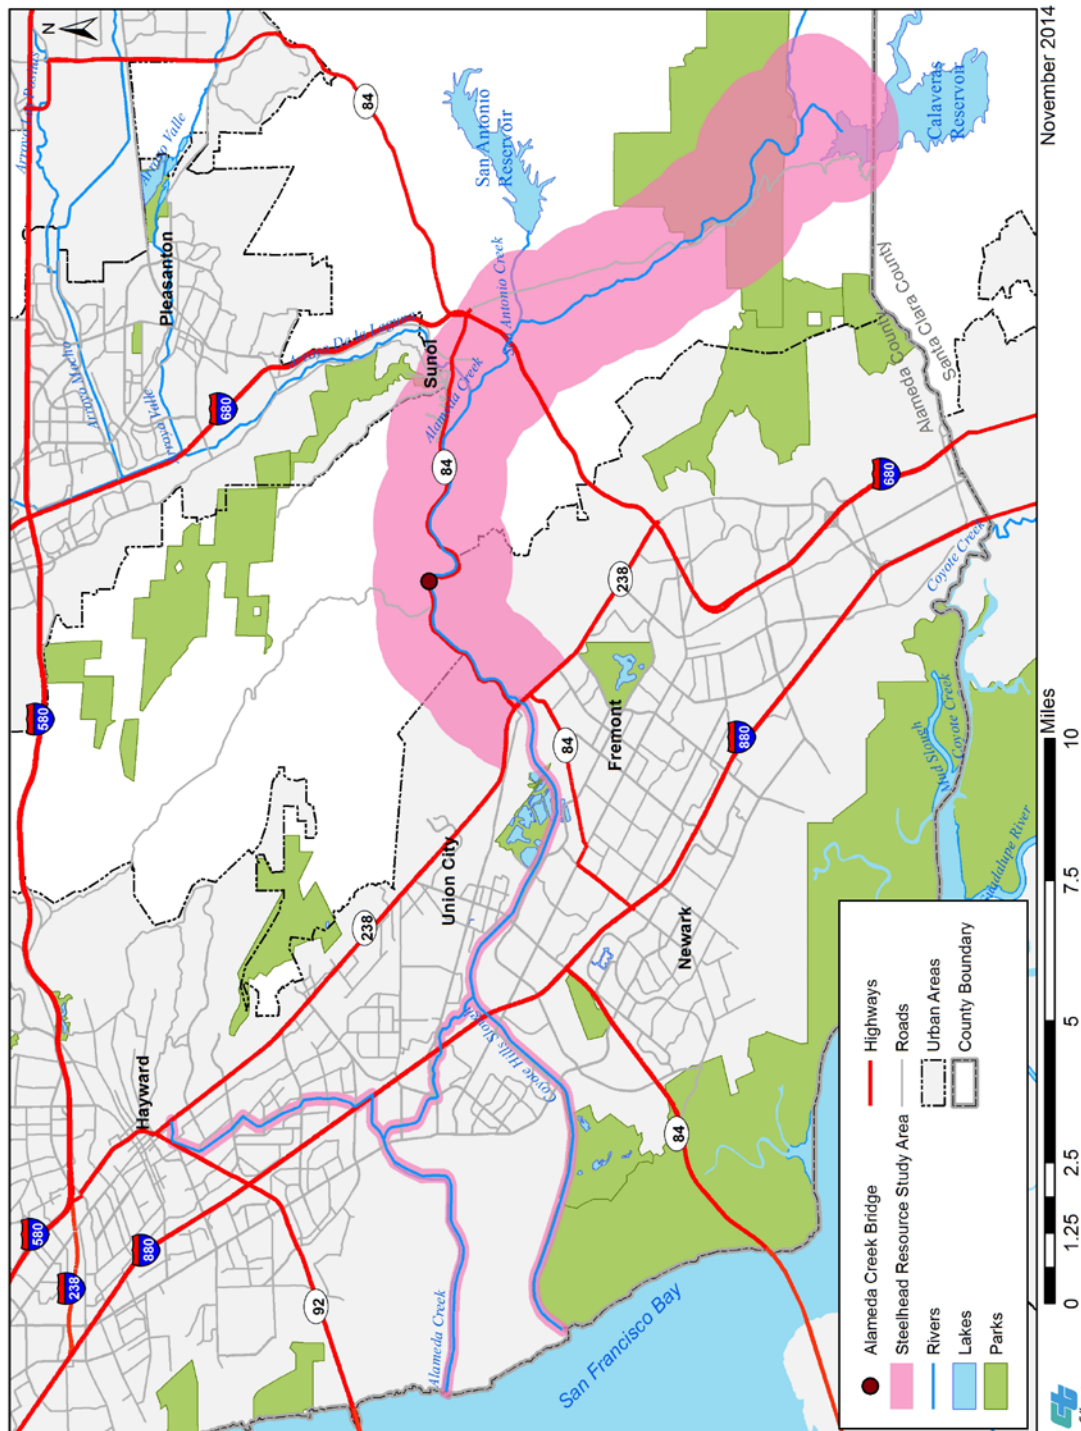 N
Arroyo Las Positas
84
Arroyo Valle
San Antonio
Reservoir
Calaveras
Reservoir
Pleasanton
Arroyo Mocho
Arroyo Valle
680
Arroyo De la Laguna
Sunol
San Antonio Creek
Alameda Creek
84
Alameda County
Santa Clara County
680
238
Coyote Creek
580
84
Fremont
880
Mud Slough
Coyote Creek
Guadalupe River
Union City
238
Newark
Hayward
Coyote Hills Slough
84
580
238
880
92
Alameda Creek
San Francisco Bay
Alameda Creek Bridge
Steelhead Resource Study Area
Rivers
Lakes
Parks
Highways
Roads
Urban Areas
County Boundary
0 1.25 2.5 5 7.5 10
Miles
November 2014